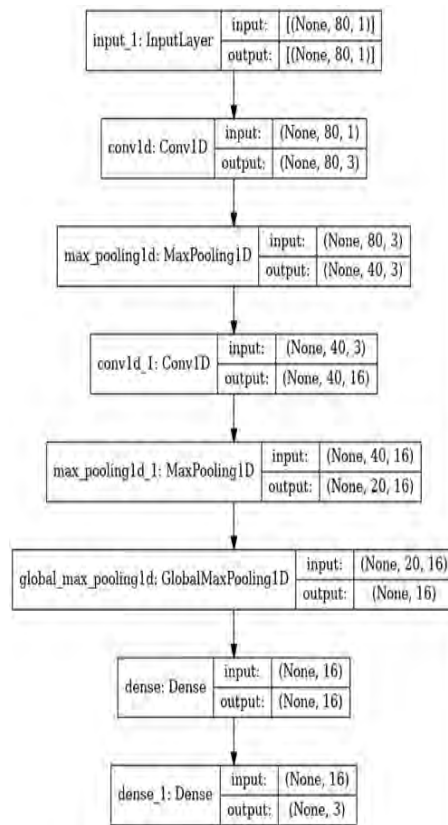 input_1: InputLayer
input: [(None, 80, 1)]
output: [(None, 80, 1)]
conv1d: Conv1D
input: (None, 80, 1)
output: (None, 80, 3)
max_pooling1d: MaxPooling1D
input: (None, 80, 3)
output: (None, 40, 3)
conv1d_1: Conv1D
input: (None, 40, 3)
output: (None, 40, 16)
max_pooling1d_1: MaxPooling1D
input: (None, 40, 16)
output: (None, 20, 16)
global_max_pooling1d: GlobalMaxPooling1D
input: (None, 20, 16)
output: (None, 16)
dense: Dense
input: (None, 16)
output: (None, 16)
dense_1: Dense
input: (None, 16)
output: (None, 3)